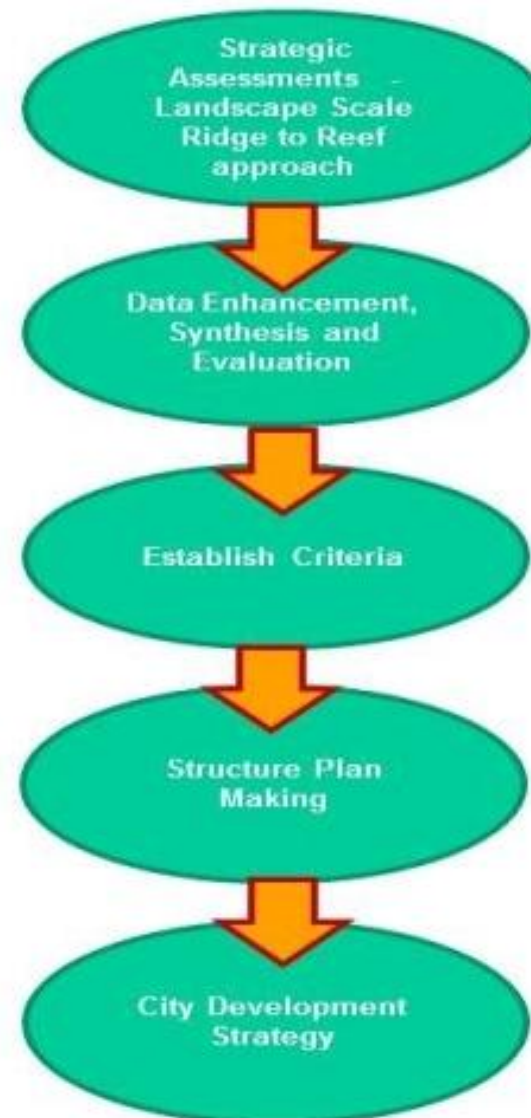 Strategic
Assessments -
Landscape Scale
Ridge to Reef
approach
Data Enhancement,
Synthesis and
Evaluation
Establish Criteria
Structure Plan
Making
City Development
Strategy